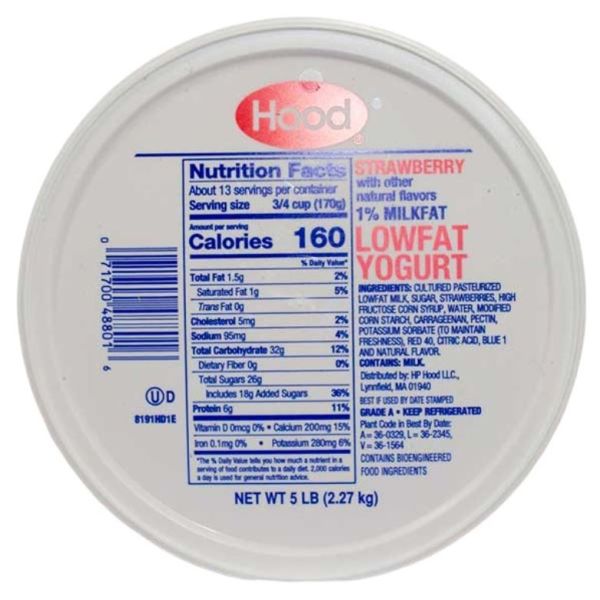 Hood®
Nutrition Facts
About 13 servings per container
Serving size 3/4 cup (170g)
Amount per serving
Calories 160
% Daily Value*
Total Fat 1.5g 2%
Saturated Fat 1g 5%
Trans Fat 0g
Cholesterol 5mg 2%
Sodium 95mg 4%
Total Carbohydrate 32g 12%
Dietary Fiber 0g 0%
Total Sugars 26g
Includes 18g Added Sugars 36%
Protein 6g 11%
Vitamin D 0mcg 0% • Calcium 200mg 15%
Iron 0.1mg 0% • Potassium 280mg 6%
*The % Daily Value tells you how much a nutrient in a
serving of food contributes to a daily diet. 2,000 calories
a day is used for general nutrition advice.
STRAWBERRY
with other
natural flavors
1% MILKFAT
LOWFAT
YOGURT
INGREDIENTS: CULTURED PASTEURIZED
LOWFAT MILK, SUGAR, STRAWBERRIES, HIGH
FRUCTOSE CORN SYRUP, WATER, MODIFIED
CORN STARCH, CARRAGEENAN, PECTIN,
POTASSIUM SORBATE (TO MAINTAIN
FRESHNESS), RED 40, CITRIC ACID, BLUE 1
AND NATURAL FLAVOR.
CONTAINS: MILK.
Distributed by: HP Hood LLC.,
Lynnfield, MA 01940
BEST IF USED BY DATE STAMPED
GRADE A • KEEP REFRIGERATED
Plant Code in Best By Date:
A= 36-0329, L= 36-2345,
V= 36-1564
CONTAINS BIOENGINEERED
FOOD INGREDIENTS
0 71700 48801 6
U D
8191HD1E
NET WT 5 LB (2.27 kg)